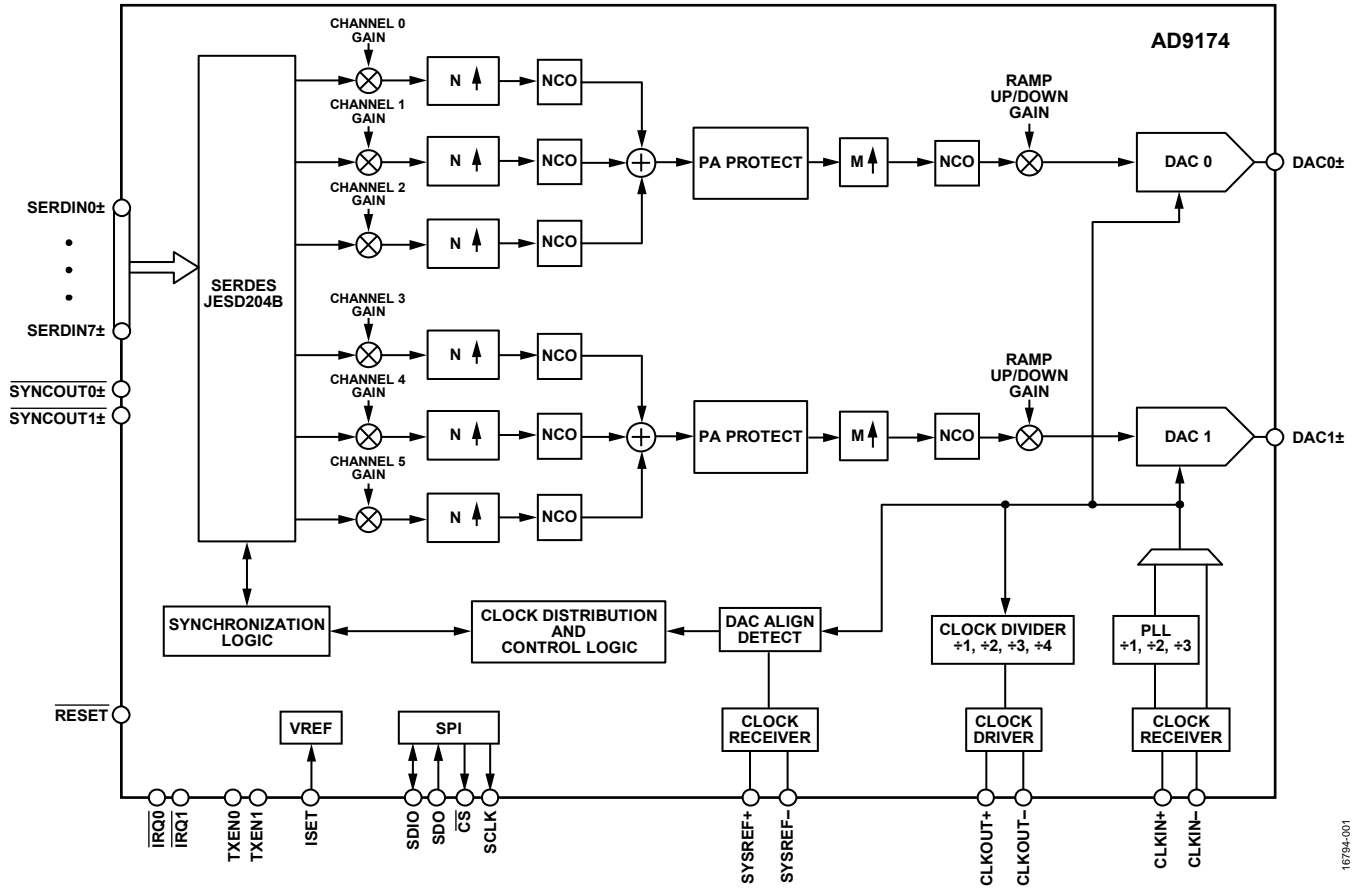 AD9174
CHANNEL 0
GAIN
N
NCO
CHANNEL 1
GAIN
N
NCO
CHANNEL 2
GAIN
N
NCO
PA PROTECT
M
NCO
RAMP
UP/DOWN
GAIN
DAC 0
DAC0±
SERDIN0±
SERDIN7±
SERDES
JESD204B
SYNCOUT0±
SYNCOUT1±
CHANNEL 3
GAIN
N
NCO
CHANNEL 4
GAIN
N
NCO
CHANNEL 5
GAIN
N
NCO
PA PROTECT
M
NCO
RAMP
UP/DOWN
GAIN
DAC 1
DAC1±
SYNCHRONIZATION
LOGIC
CLOCK DISTRIBUTION
AND
CONTROL LOGIC
DAC ALIGN
DETECT
CLOCK DIVIDER
÷1, ÷2, ÷3, ÷4
PLL
÷1, ÷2, ÷3
RESET
VREF
SPI
CLOCK
RECEIVER
CLOCK
DRIVER
CLOCK
RECEIVER
IRQ0
IRQ1
TXEN0
TXEN1
ISET
SDIO
SDO
CS
SCLK
SYSREF+
SYSREF–
CLKOUT+
CLKOUT–
CLKIN+
CLKIN–
16794-001